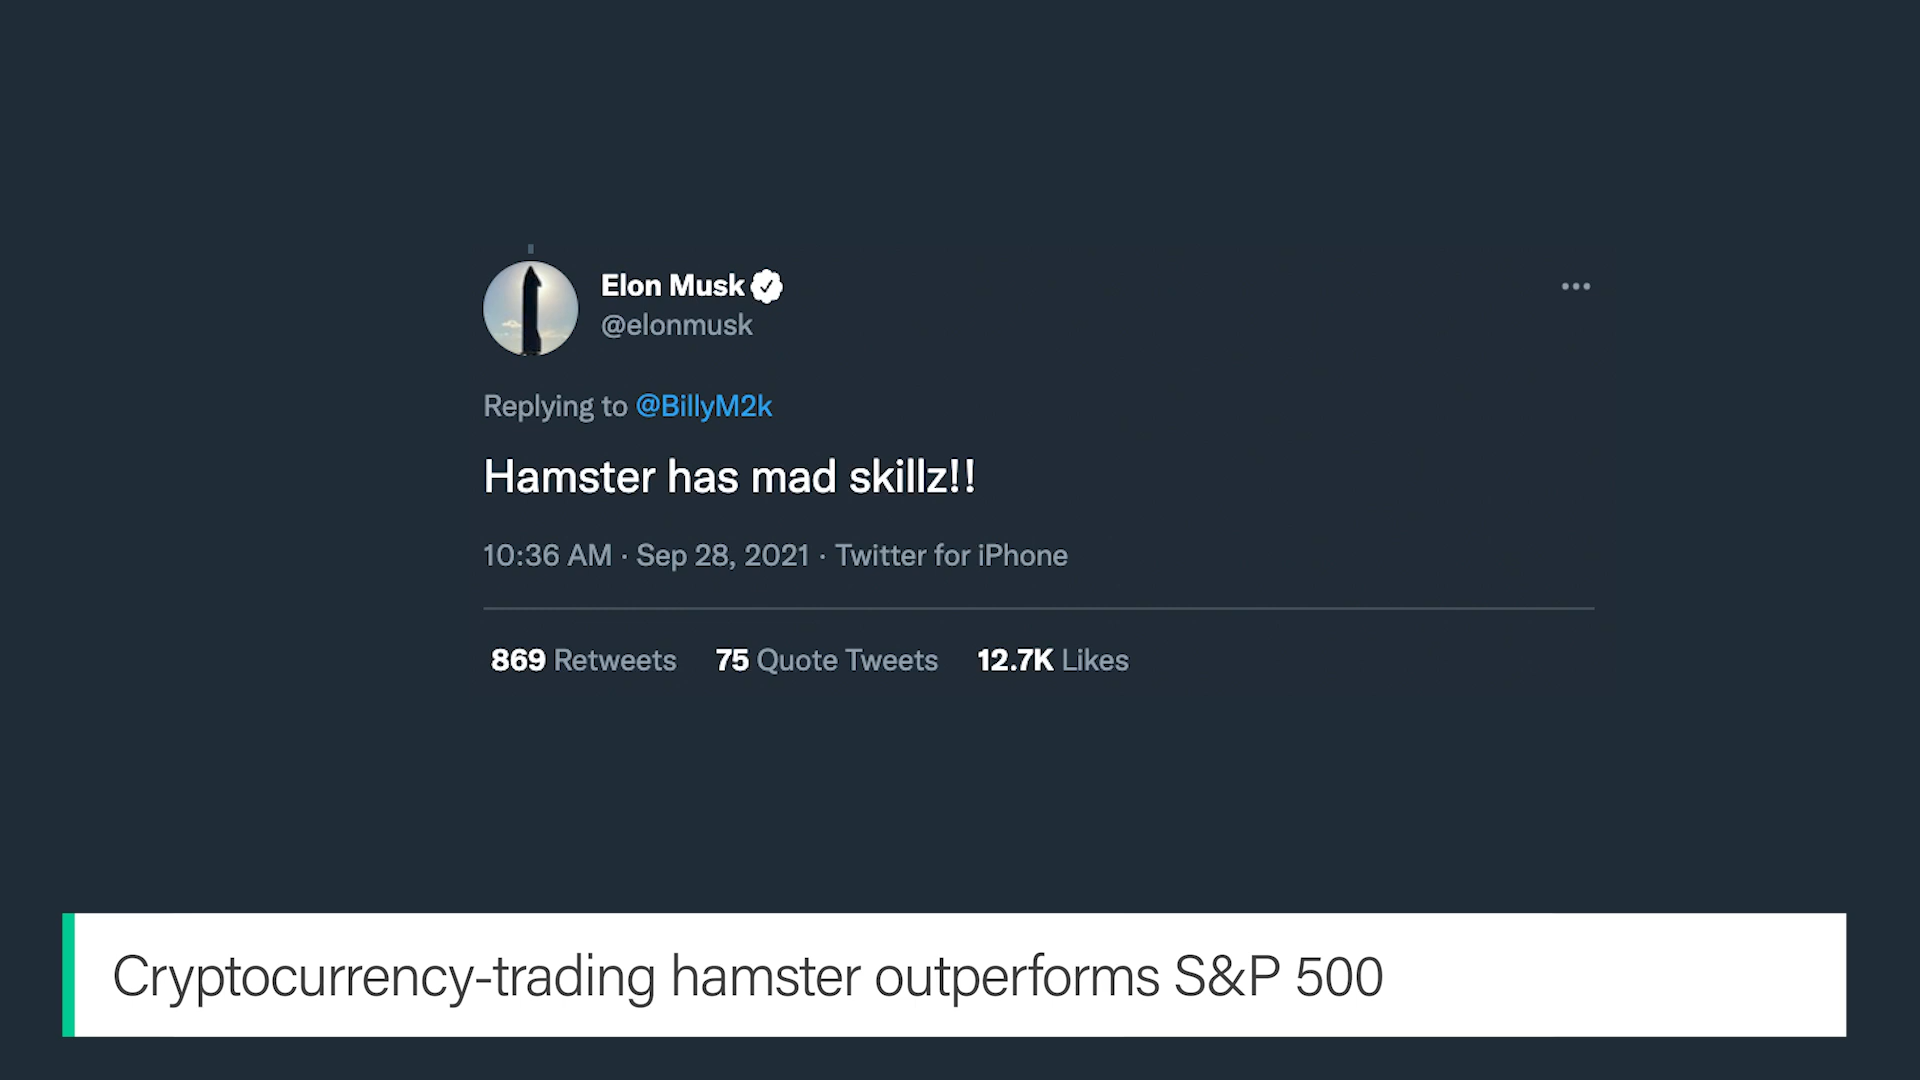 Elon Musk
@elonmusk
Replying to @BillyM2k
Hamster has mad skillz!!
10:36 AM · Sep 28, 2021 · Twitter for iPhone
869 Retweets 75 Quote Tweets 12.7K Likes
Cryptocurrency-trading hamster outperforms S&P 500